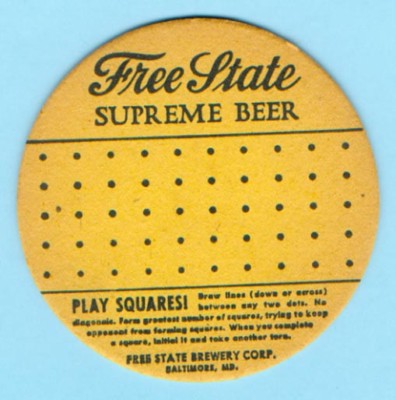 Free State
SUPREME BEER
PLAY SQUARES! Draw lines (down or across)
between any two dots. No
diagonals. Form greatest number of squares, trying to keep
opponent from forming squares. When you complete
a square, initial it and take another turn.
FREE STATE BREWERY CORP.
BALTIMORE, MD.